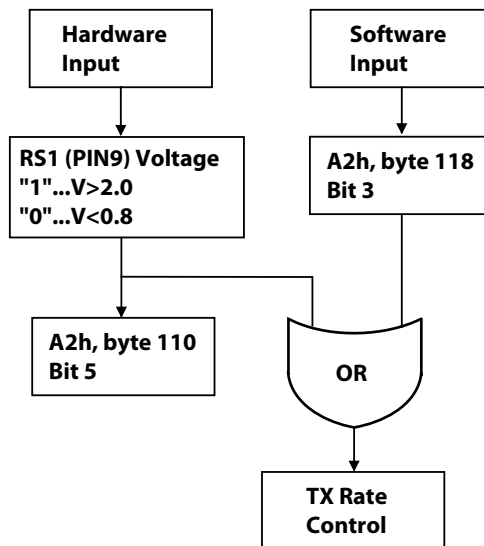 Hardware
Input
Software
Input
RS1 (PIN9) Voltage
"1"...V>2.0
"0"...V<0.8
A2h, byte 118
Bit 3
A2h, byte 110
Bit 5
OR
TX Rate
Control